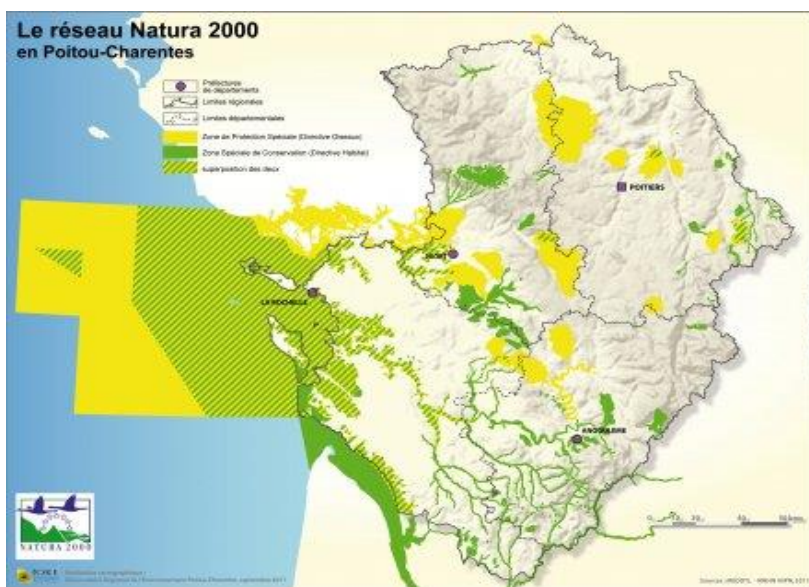 Le réseau Natura 2000
en Poitou-Charentes
Préfectures
de départements
Limites régionales
Limites départementales
Zone de Protection Spéciale (Directive Oiseaux)
Zone Spéciale de Conservation (Directive Habitat)
superposition des deux
POITIERS
NIORT
LA ROCHELLE
ANGOULEME
NATURA 2000